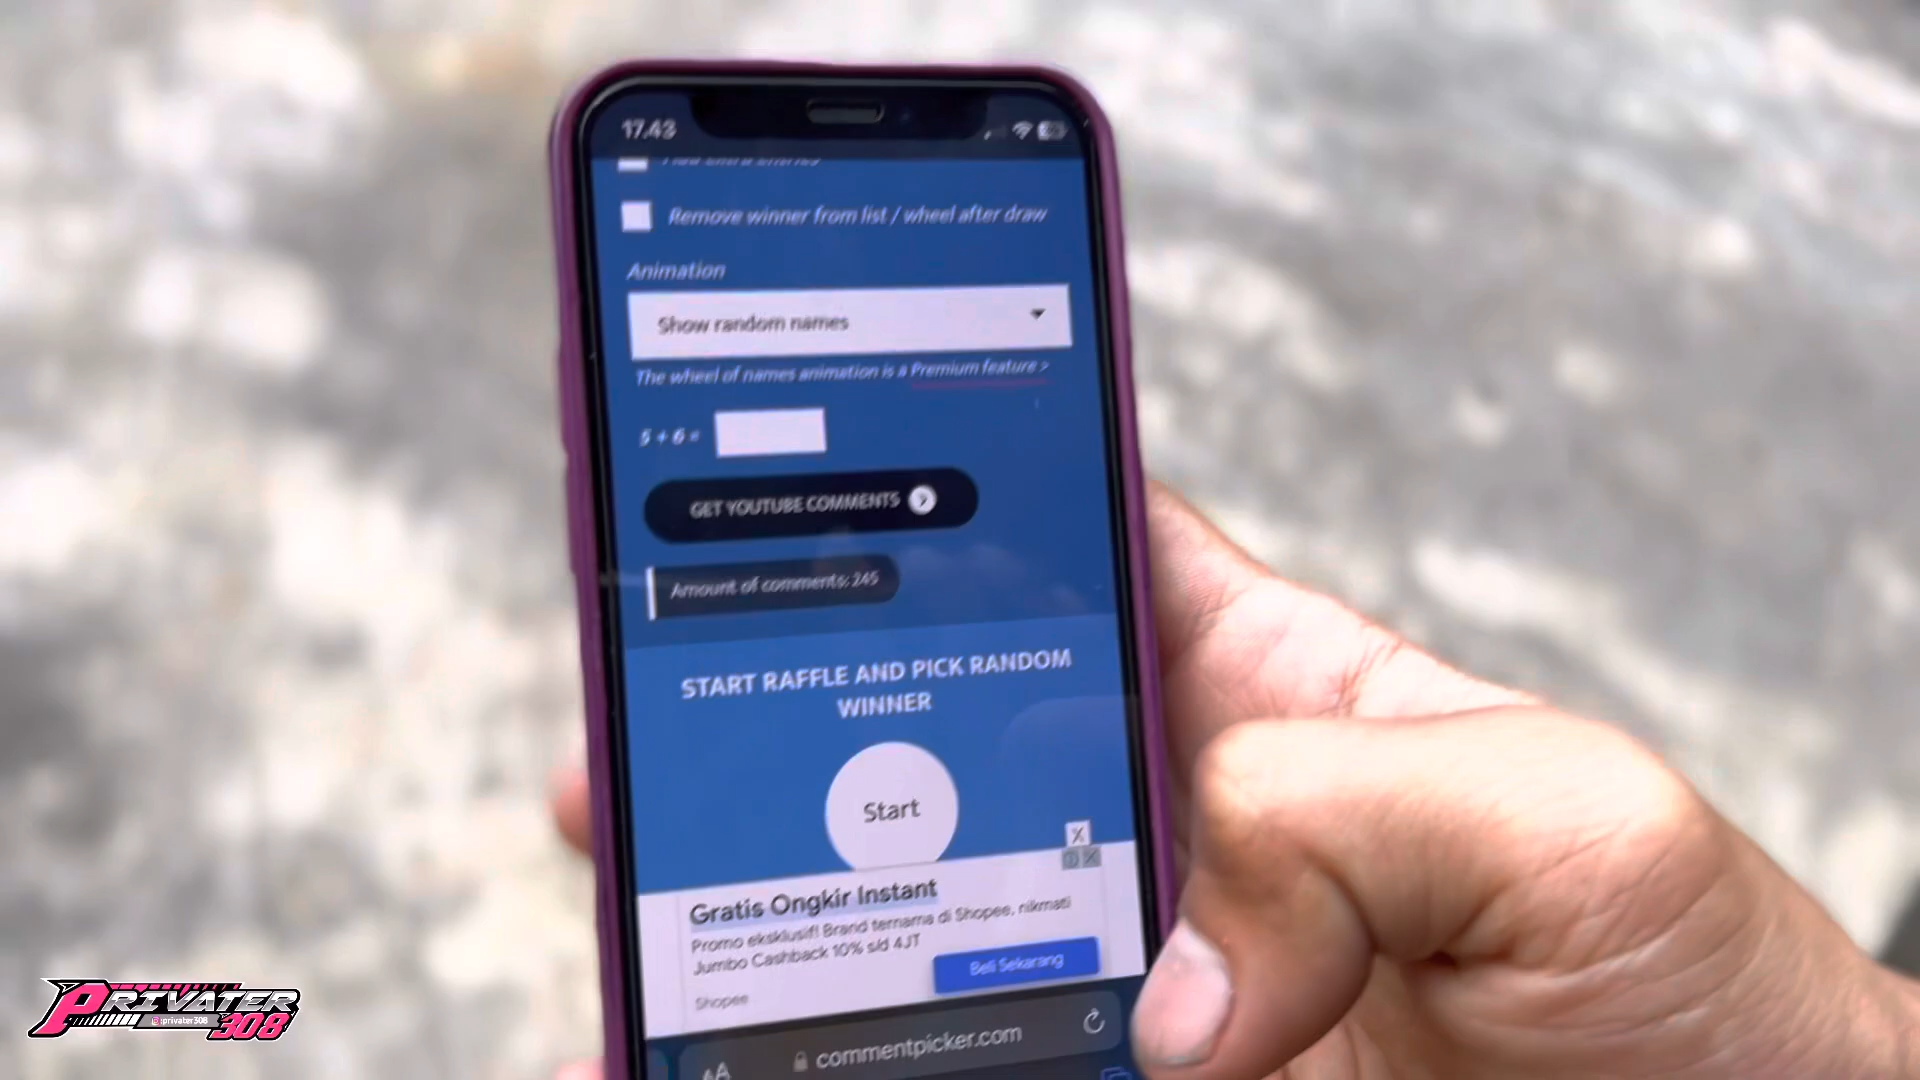 17.43
Remove winner from list / wheel after draw
Animation
Show random names
The wheel of names animation is a Premium feature >
5 + 6 =
GET YOUTUBE COMMENTS
Amount of comments: 245
START RAFFLE AND PICK RANDOM
WINNER
Start
Gratis Ongkir Instant
Promo eksklusif! Brand ternama di Shopee, nikmati
Jumbo Cashback 10% s/d 4JT
Beli Sekarang
Shopee
AA commentpicker.com
PRIVATER
privater308
308